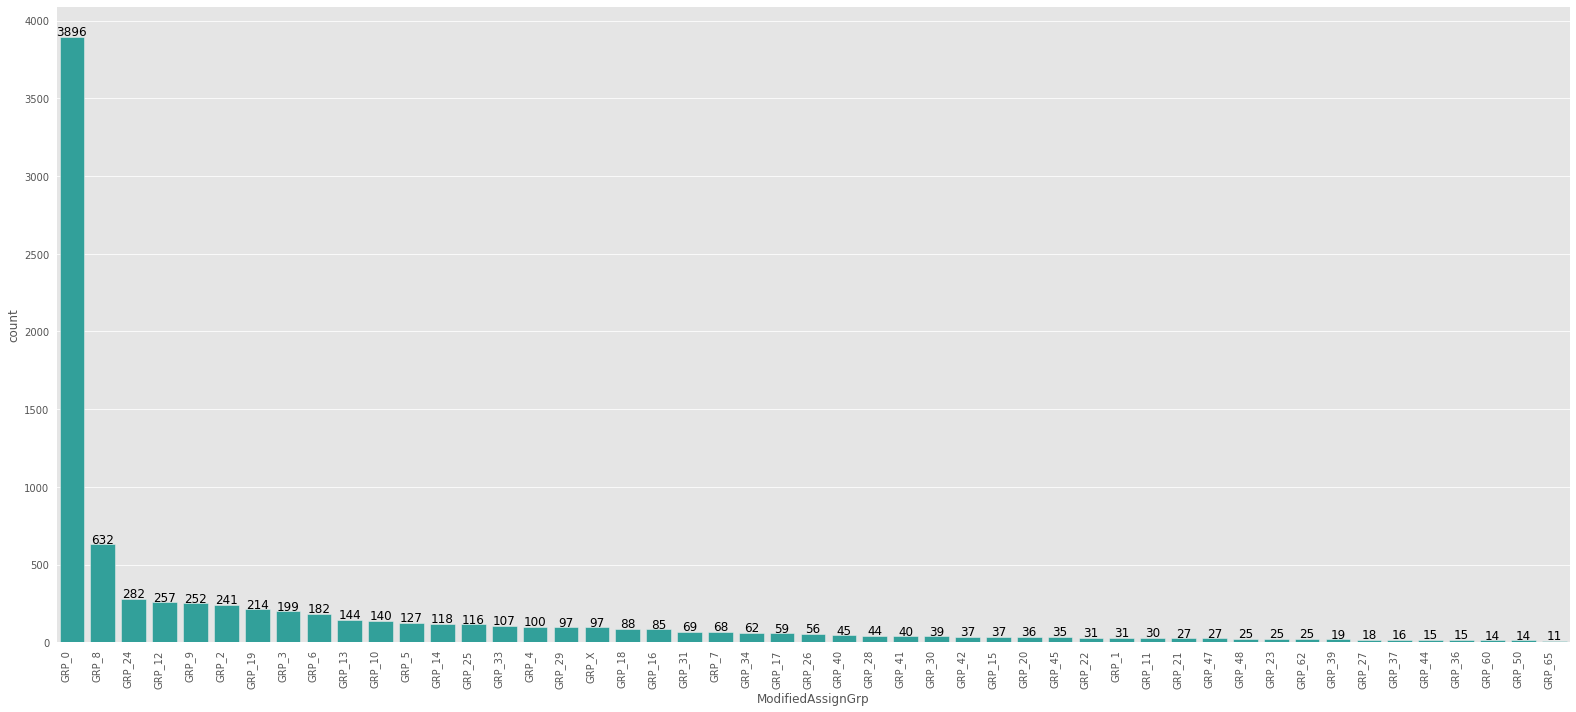 4000
3500
3000
2500
2000
1500
1000
500
0
count
3896
632
282
257
252
241
214
199
182
144
140
127
118
116
107
100
97
97
88
85
69
68
62
59
56
45
44
40
39
37
37
36
35
31
31
30
27
27
25
25
25
19
18
16
15
15
14
14
11
GRP_0
GRP_8
GRP_24
GRP_12
GRP_9
GRP_2
GRP_19
GRP_3
GRP_6
GRP_13
GRP_10
GRP_5
GRP_14
GRP_25
GRP_33
GRP_4
GRP_29
GRP_X
GRP_18
GRP_16
GRP_31
GRP_7
GRP_34
GRP_17
GRP_26
GRP_40
GRP_28
GRP_41
GRP_30
GRP_42
GRP_15
GRP_20
GRP_45
GRP_22
GRP_1
GRP_11
GRP_21
GRP_47
GRP_48
GRP_23
GRP_62
GRP_39
GRP_27
GRP_37
GRP_44
GRP_36
GRP_60
GRP_50
GRP_65
ModifiedAssignGrp